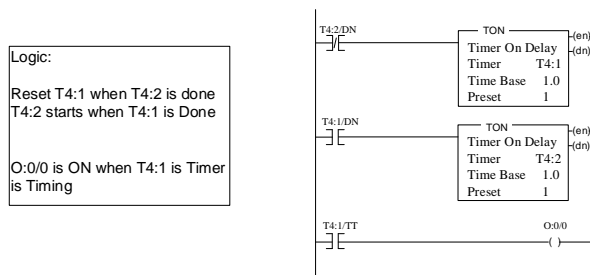 Logic:
Reset T4:1 when T4:2 is done
T4:2 starts when T4:1 is Done
O:0/0 is ON when T4:1 is Timer
is Timing
T4:2/DN
TON
Timer On Delay
Timer T4:1
Time Base 1.0
Preset 1
(en)
(dn)
T4:1/DN
TON
Timer On Delay
Timer T4:2
Time Base 1.0
Preset 1
(en)
(dn)
T4:1/TT
O:0/0
( )